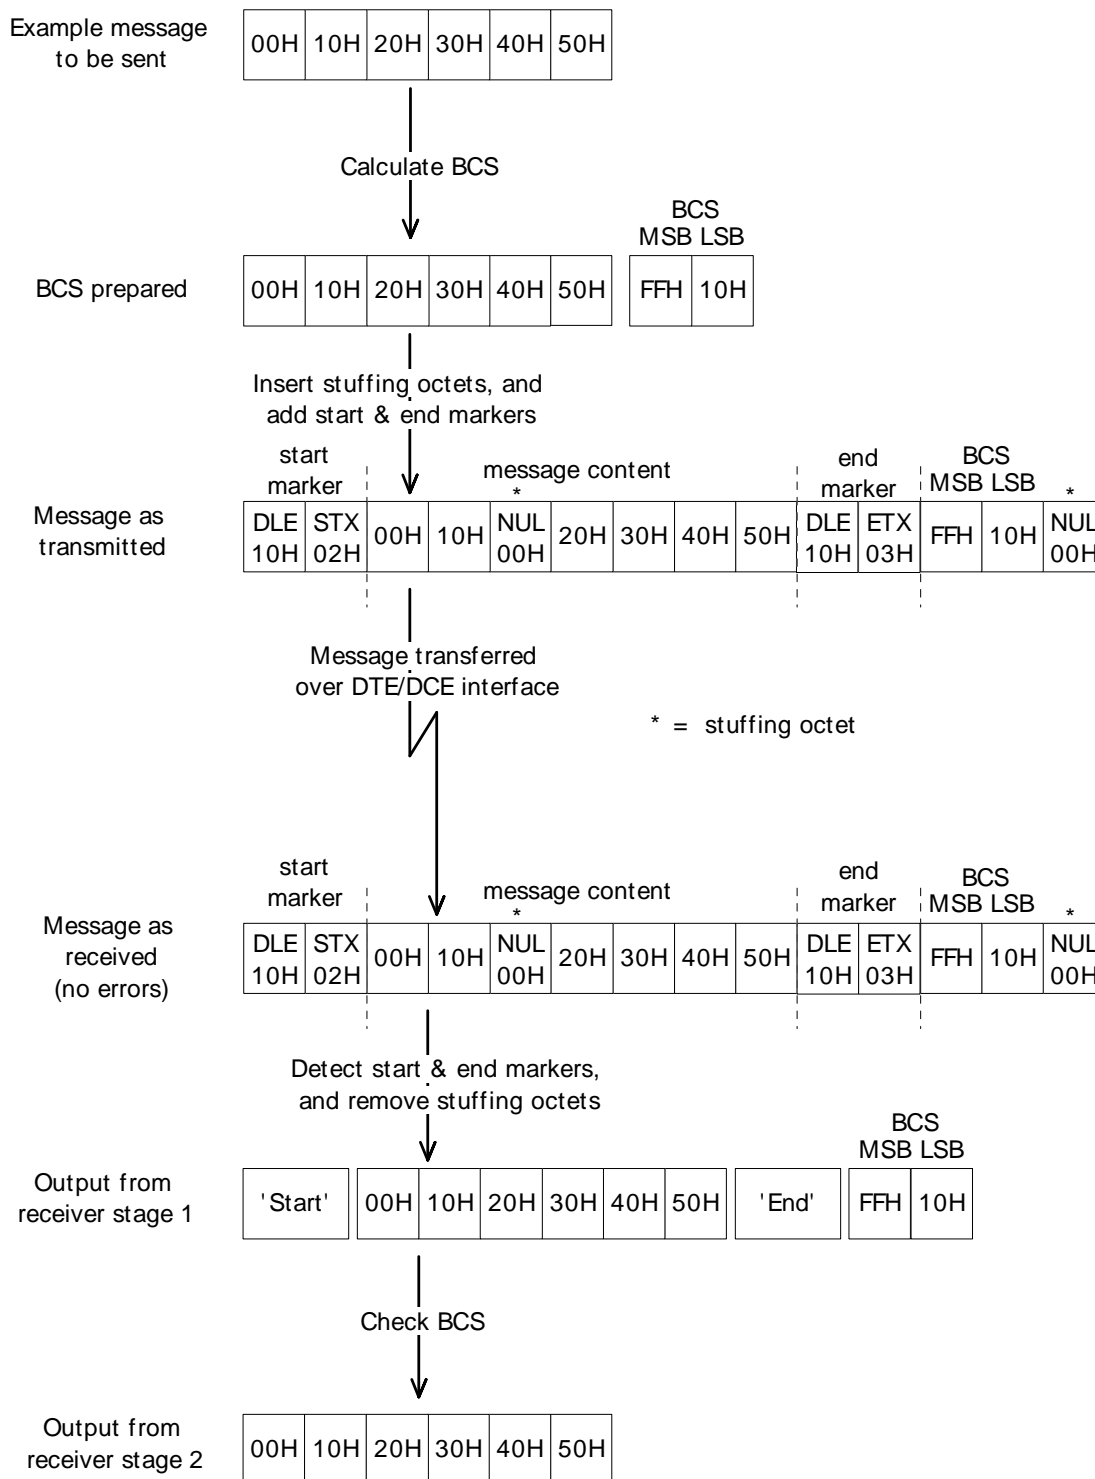 Example message
to be sent
00H 10H 20H 30H 40H 50H
Calculate BCS
BCS
MSB LSB
BCS prepared
00H 10H 20H 30H 40H 50H FFH 10H
Insert stuffing octets, and
add start & end markers
start
marker
message content
end
marker
BCS
MSB LSB
* *
Message as
transmitted
DLE STX 00H 10H NUL 20H 30H 40H 50H DLE ETX FFH 10H NUL
10H 02H 00H 10H 03H 00H
Message transferred
over DTE/DCE interface
* = stuffing octet
start
marker
message content
end
marker
BCS
MSB LSB
* *
Message as
received
(no errors)
DLE STX 00H 10H NUL 20H 30H 40H 50H DLE ETX FFH 10H NUL
10H 02H 00H 10H 03H 00H
Detect start & end markers,
and remove stuffing octets
BCS
MSB LSB
Output from
receiver stage 1
'Start' 00H 10H 20H 30H 40H 50H 'End' FFH 10H
Check BCS
Output from
receiver stage 2
00H 10H 20H 30H 40H 50H